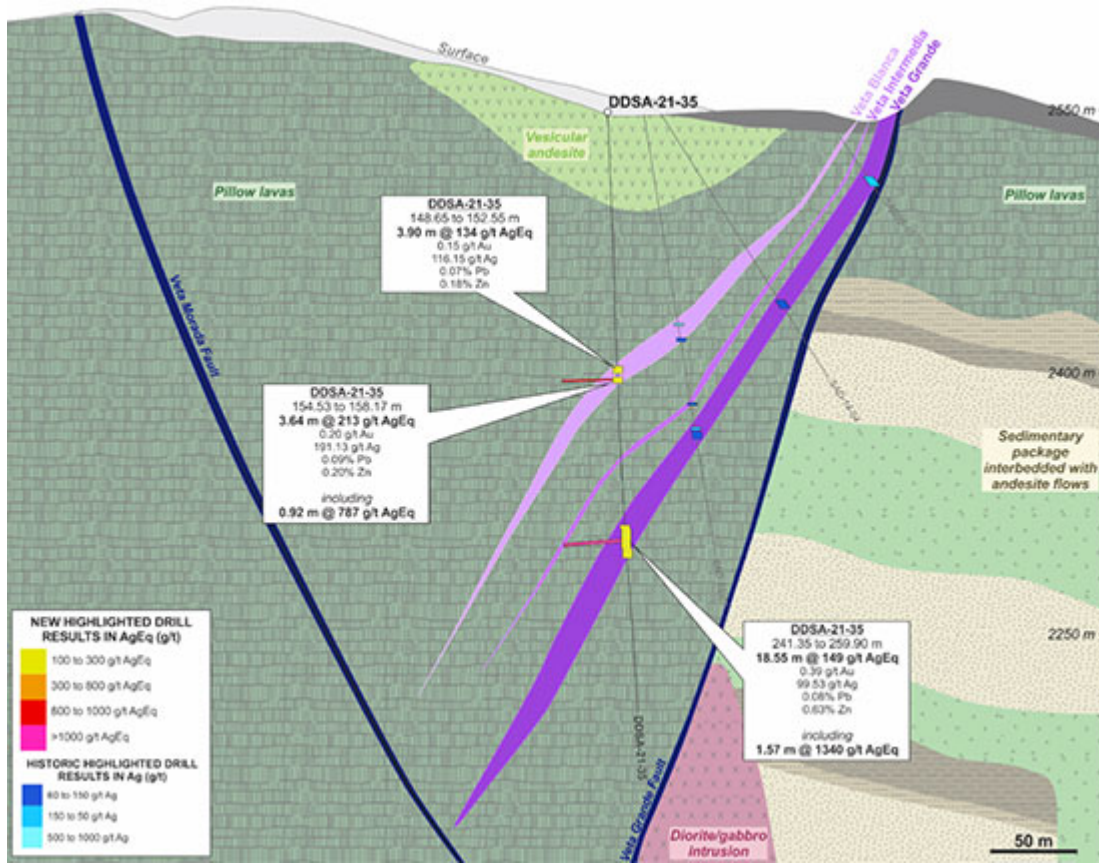 Surface
DDSA-21-35
Veta Blanca
Veta Intermedia
Veta Grande
2550 m
Vesicular
andesite
Pillow lavas
Pillow lavas
DDSA-21-35
148.65 to 152.55 m
3.90 m @ 134 g/t AgEq
0.15 g/t Au
116.15 g/t Ag
0.07% Pb
0.18% Zn
Veta Morada Fault
2400 m
DDSA-21-35
154.53 to 158.17 m
3.64 m @ 213 g/t AgEq
0.20 g/t Au
191.13 g/t Ag
0.09% Pb
0.20% Zn
including
0.92 m @ 787 g/t AgEq
Sedimentary
package
interbedded with
andesite flows
NEW HIGHLIGHTED DRILL
RESULTS IN AgEq (g/t)
100 to 300 g/t AgEq
300 to 600 g/t AgEq
600 to 1000 g/t AgEq
>1000 g/t AgEq
HISTORIC HIGHLIGHTED DRILL
RESULTS IN Ag (g/t)
60 to 150 g/t Ag
150 to 50 g/t Ag
500 to 1000 g/t Ag
2250 m
DDSA-21-35
241.35 to 259.90 m
18.55 m @ 149 g/t AgEq
0.39 g/t Au
99.53 g/t Ag
0.08% Pb
0.63% Zn
including
1.57 m @ 1340 g/t AgEq
DDSA-21-35
Veta Grande Fault
Diorite/gabbro
intrusion
50 m